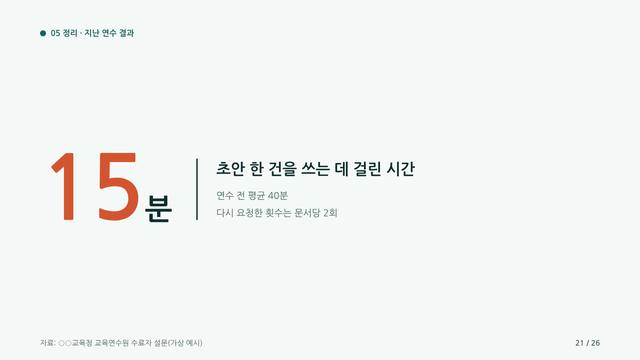 ● 05 정리 · 지난 연수 결과
15분
초안 한 건을 쓰는 데 걸린 시간
연수 전 평균 40분
다시 요청한 횟수는 문서당 2회
자료: ○○교육청 교육연수원 수료자 설문(가상 예시)
21 / 26